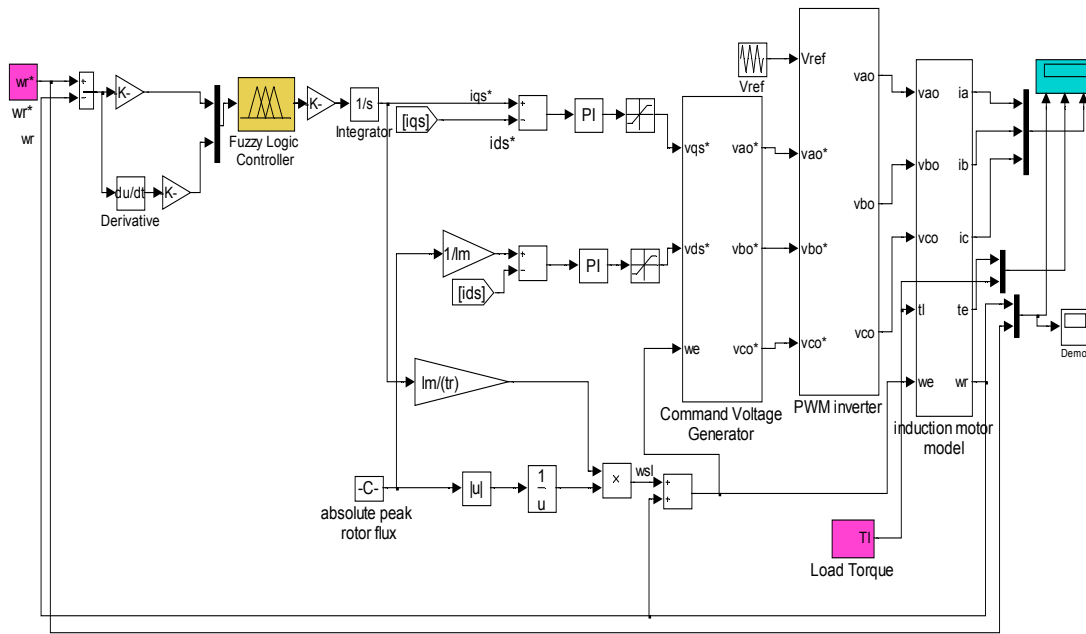 wr*
wr*
wr
K-
du/dt
Derivative
K-
Fuzzy Logic
Controller
K-
1/s
Integrator
iqs*
[iqs]
ids*
PI
1/lm
[ids]
PI
lm/(tr)
-C-
absolute peak
rotor flux
|u|
1
u
×
wsl
vqs*
vds*
we
vao*
vbo*
vco*
Command Voltage
Generator
Vref
Vref
vao*
vbo*
vco*
vao
vbo
vco
PWM inverter
vao
vbo
vco
tl
we
ia
ib
ic
te
wr
induction motor
model
Tl
Load Torque
Demo